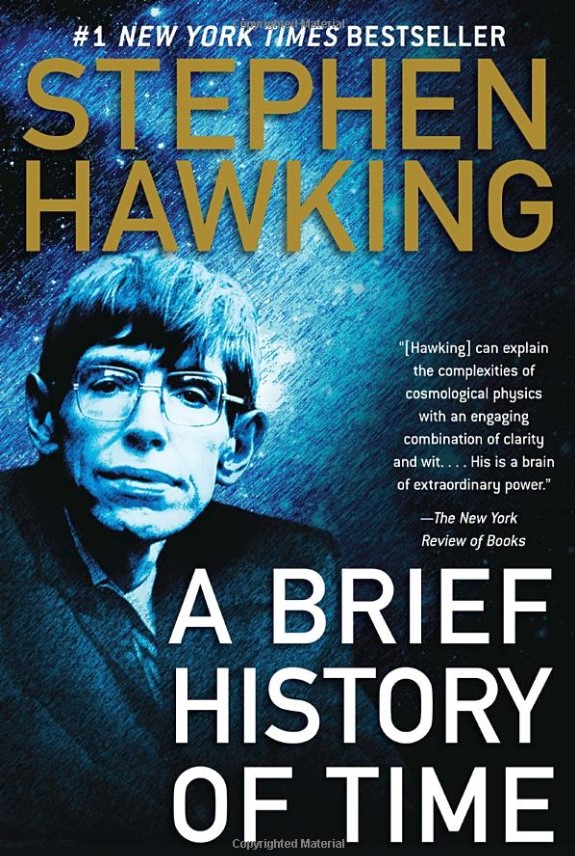 Copyrighted Material
#1 NEW YORK TIMES BESTSELLER
STEPHEN
HAWKING
“[Hawking] can explain
the complexities of
cosmological physics
with an engaging
combination of clarity
and wit. . . . His is a brain
of extraordinary power.”
—The New York
Review of Books
A BRIEF
HISTORY
OF TIME
Copyrighted Material